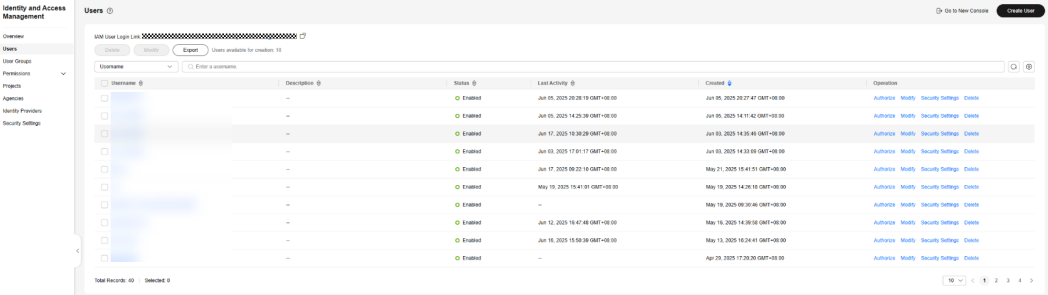 Identity and Access Management
Overview
Users
User Groups
Permissions
Projects
Agencies
Identity Providers
Security Settings
Users
Go to New Console
Create User
IAM User Login Link
Delete Modify Export Users available for creation: 10
Username Enter a username.
Username Description Status Last Activity Created Operation
-- Enabled Jun 05, 2025 20:28:19 GMT+08:00 Jun 05, 2025 20:27:47 GMT+08:00 Authorize Modify Security Settings Delete
-- Enabled Jun 05, 2025 14:25:39 GMT+08:00 Jun 05, 2025 14:11:42 GMT+08:00 Authorize Modify Security Settings Delete
-- Enabled Jun 17, 2025 10:30:29 GMT+08:00 Jun 03, 2025 14:35:46 GMT+08:00 Authorize Modify Security Settings Delete
-- Enabled Jun 03, 2025 17:01:17 GMT+08:00 Jun 03, 2025 14:33:09 GMT+08:00 Authorize Modify Security Settings Delete
-- Enabled Jun 17, 2025 09:22:10 GMT+08:00 May 21, 2025 15:41:51 GMT+08:00 Authorize Modify Security Settings Delete
-- Enabled May 19, 2025 15:41:01 GMT+08:00 May 19, 2025 14:26:10 GMT+08:00 Authorize Modify Security Settings Delete
-- Enabled -- May 19, 2025 09:30:46 GMT+08:00 Authorize Modify Security Settings Delete
-- Enabled Jun 12, 2025 16:47:48 GMT+08:00 May 16, 2025 14:39:58 GMT+08:00 Authorize Modify Security Settings Delete
-- Enabled Jun 16, 2025 15:58:39 GMT+08:00 May 13, 2025 16:24:41 GMT+08:00 Authorize Modify Security Settings Delete
-- Enabled -- Apr 29, 2025 17:20:20 GMT+08:00 Authorize Modify Security Settings Delete
Total Records: 40 Selected: 0
10 < 1 2 3 4 >